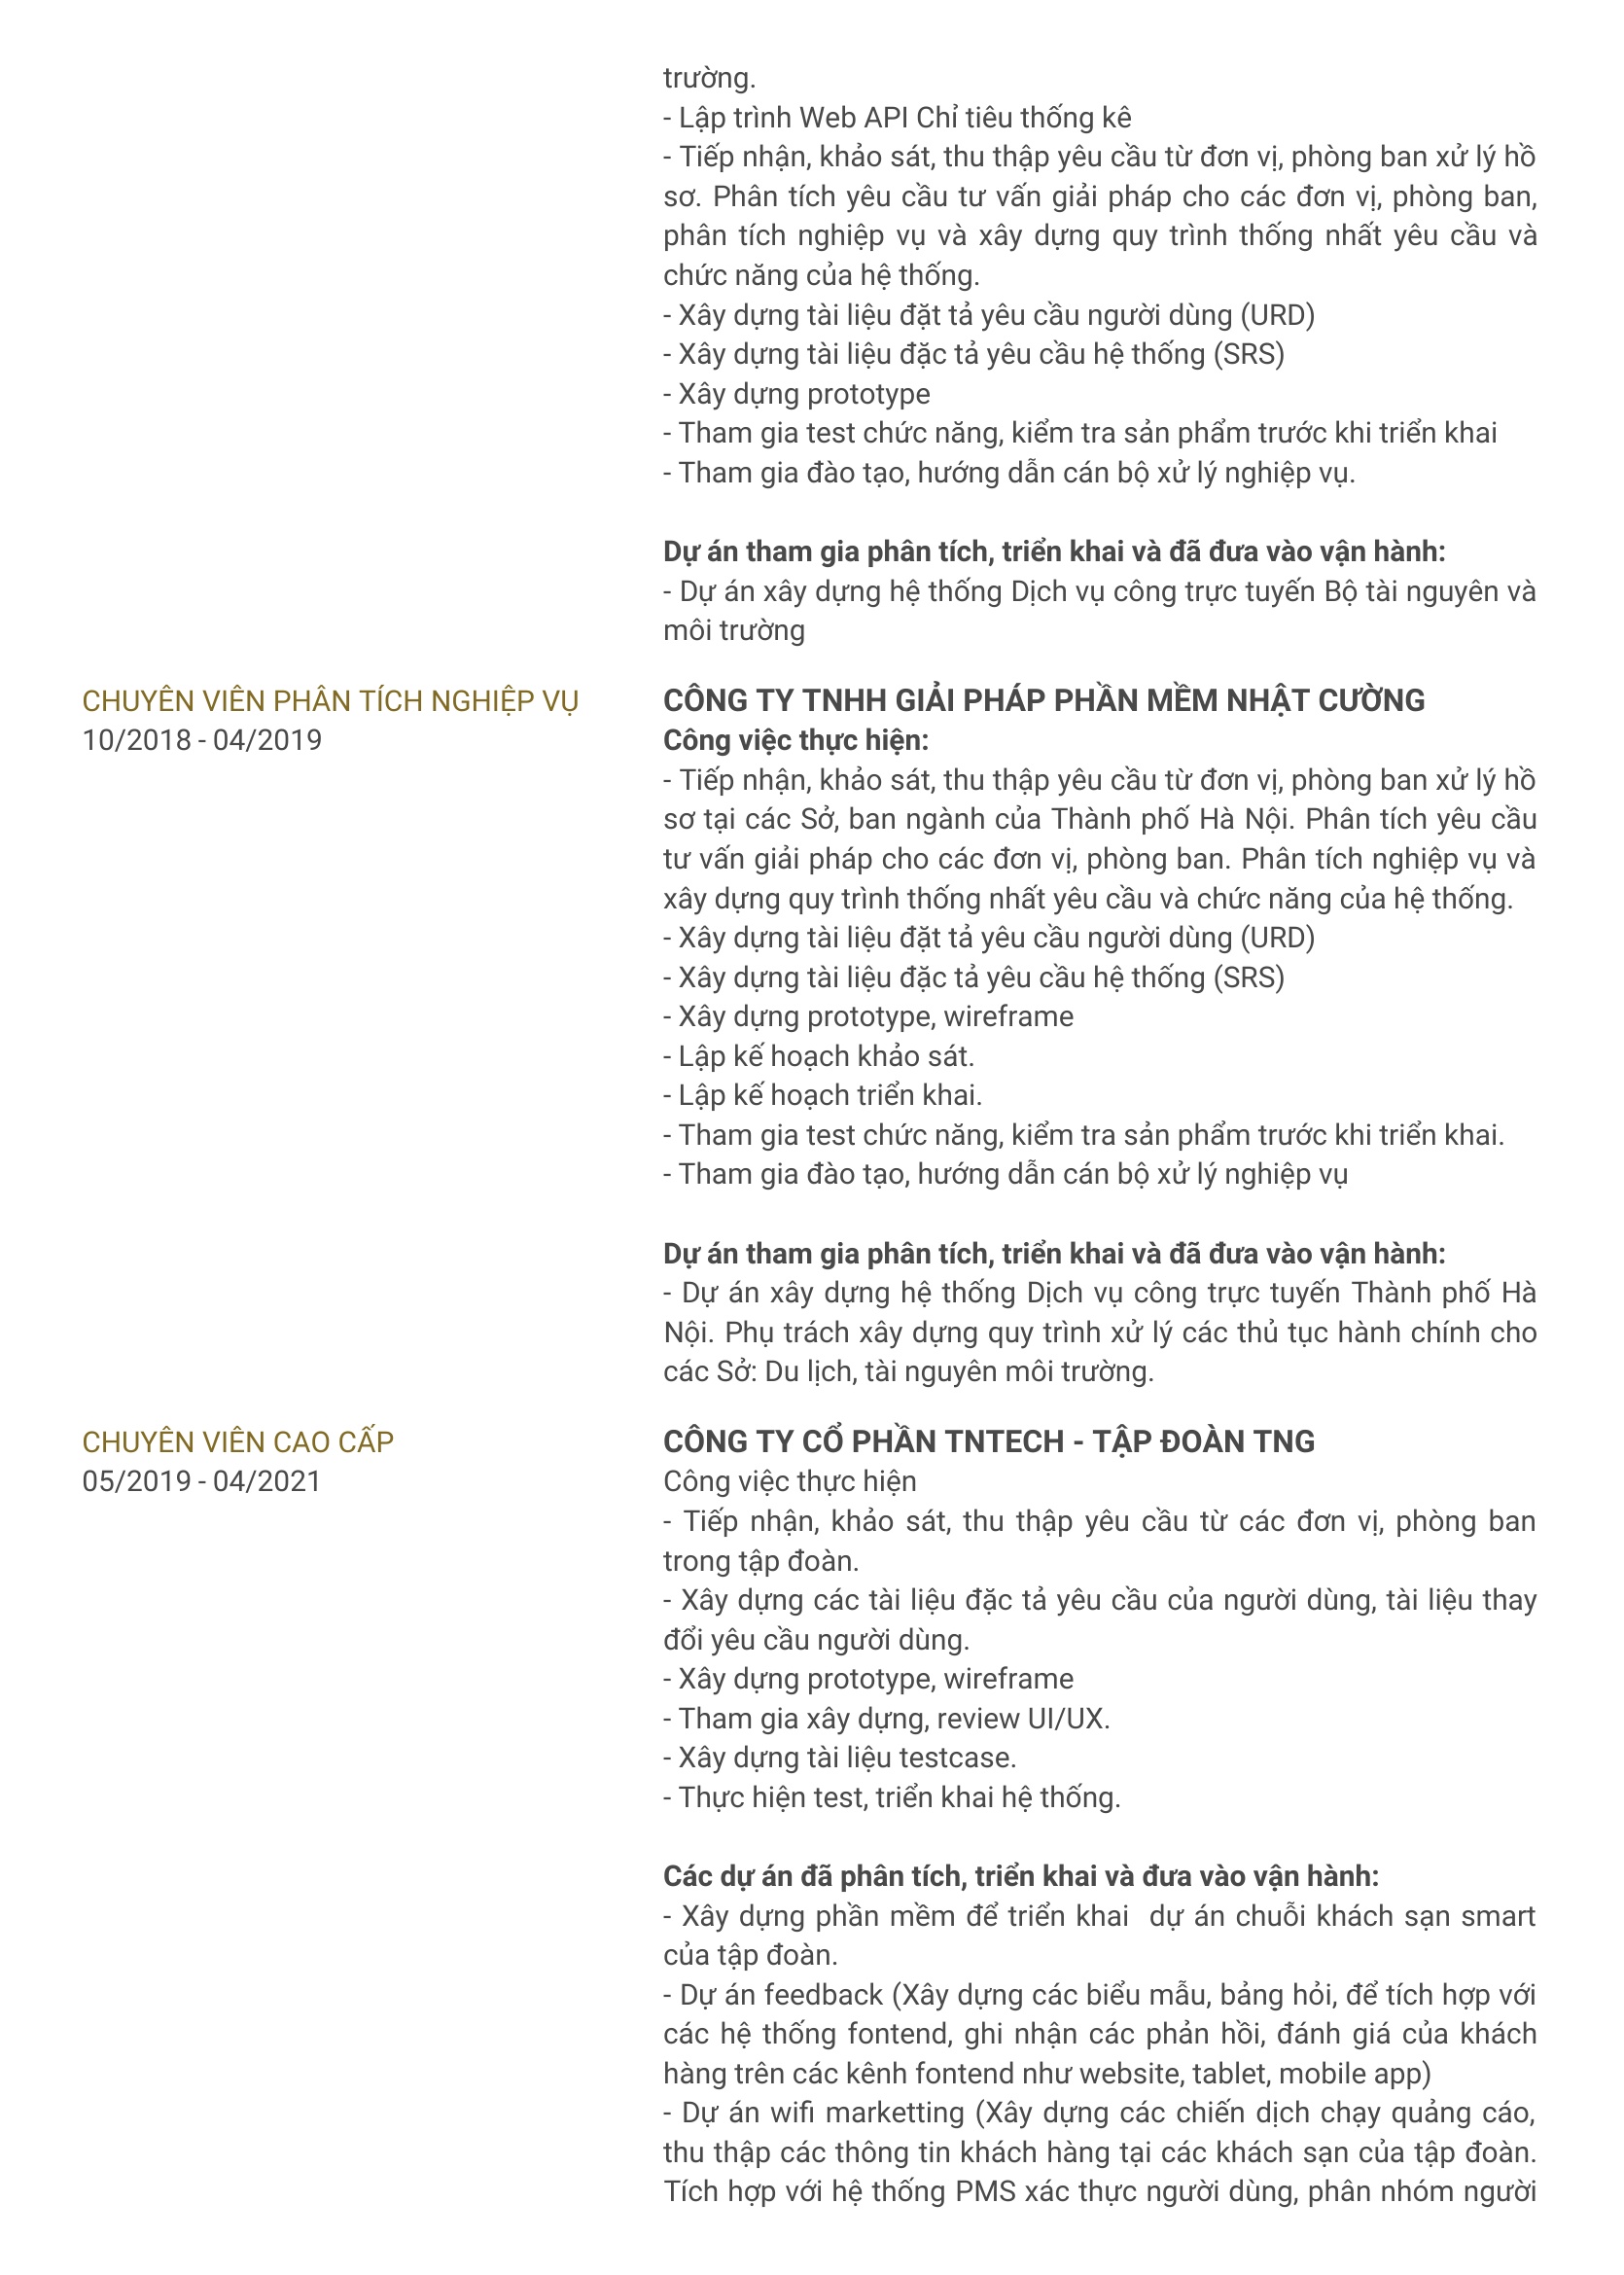 trường.
- Lập trình Web API Chỉ tiêu thống kê
- Tiếp nhận, khảo sát, thu thập yêu cầu từ đơn vị, phòng ban xử lý hồ
sơ. Phân tích yêu cầu tư vấn giải pháp cho các đơn vị, phòng ban,
phân tích nghiệp vụ và xây dựng quy trình thống nhất yêu cầu và
chức năng của hệ thống.
- Xây dựng tài liệu đặt tả yêu cầu người dùng (URD)
- Xây dựng tài liệu đặc tả yêu cầu hệ thống (SRS)
- Xây dựng prototype
- Tham gia test chức năng, kiểm tra sản phẩm trước khi triển khai
- Tham gia đào tạo, hướng dẫn cán bộ xử lý nghiệp vụ.
Dự án tham gia phân tích, triển khai và đã đưa vào vận hành:
- Dự án xây dựng hệ thống Dịch vụ công trực tuyến Bộ tài nguyên và
môi trường
CHUYÊN VIÊN PHÂN TÍCH NGHIỆP VỤ
10/2018 - 04/2019
CÔNG TY TNHH GIẢI PHÁP PHẦN MỀM NHẬT CƯỜNG
Công việc thực hiện:
- Tiếp nhận, khảo sát, thu thập yêu cầu từ đơn vị, phòng ban xử lý hồ
sơ tại các Sở, ban ngành của Thành phố Hà Nội. Phân tích yêu cầu
tư vấn giải pháp cho các đơn vị, phòng ban. Phân tích nghiệp vụ và
xây dựng quy trình thống nhất yêu cầu và chức năng của hệ thống.
- Xây dựng tài liệu đặt tả yêu cầu người dùng (URD)
- Xây dựng tài liệu đặc tả yêu cầu hệ thống (SRS)
- Xây dựng prototype, wireframe
- Lập kế hoạch khảo sát.
- Lập kế hoạch triển khai.
- Tham gia test chức năng, kiểm tra sản phẩm trước khi triển khai.
- Tham gia đào tạo, hướng dẫn cán bộ xử lý nghiệp vụ
Dự án tham gia phân tích, triển khai và đã đưa vào vận hành:
- Dự án xây dựng hệ thống Dịch vụ công trực tuyến Thành phố Hà
Nội. Phụ trách xây dựng quy trình xử lý các thủ tục hành chính cho
các Sở: Du lịch, tài nguyên môi trường.
CHUYÊN VIÊN CAO CẤP
05/2019 - 04/2021
CÔNG TY CỔ PHẦN TNTECH - TẬP ĐOÀN TNG
Công việc thực hiện
- Tiếp nhận, khảo sát, thu thập yêu cầu từ các đơn vị, phòng ban
trong tập đoàn.
- Xây dựng các tài liệu đặc tả yêu cầu của người dùng, tài liệu thay
đổi yêu cầu người dùng.
- Xây dựng prototype, wireframe
- Tham gia xây dựng, review UI/UX.
- Xây dựng tài liệu testcase.
- Thực hiện test, triển khai hệ thống.
Các dự án đã phân tích, triển khai và đưa vào vận hành:
- Xây dựng phần mềm để triển khai  dự án chuỗi khách sạn smart
của tập đoàn.
- Dự án feedback (Xây dựng các biểu mẫu, bảng hỏi, để tích hợp với
các hệ thống fontend, ghi nhận các phản hồi, đánh giá của khách
hàng trên các kênh fontend như website, tablet, mobile app)
- Dự án wifi marketting (Xây dựng các chiến dịch chạy quảng cáo,
thu thập các thông tin khách hàng tại các khách sạn của tập đoàn.
Tích hợp với hệ thống PMS xác thực người dùng, phân nhóm người